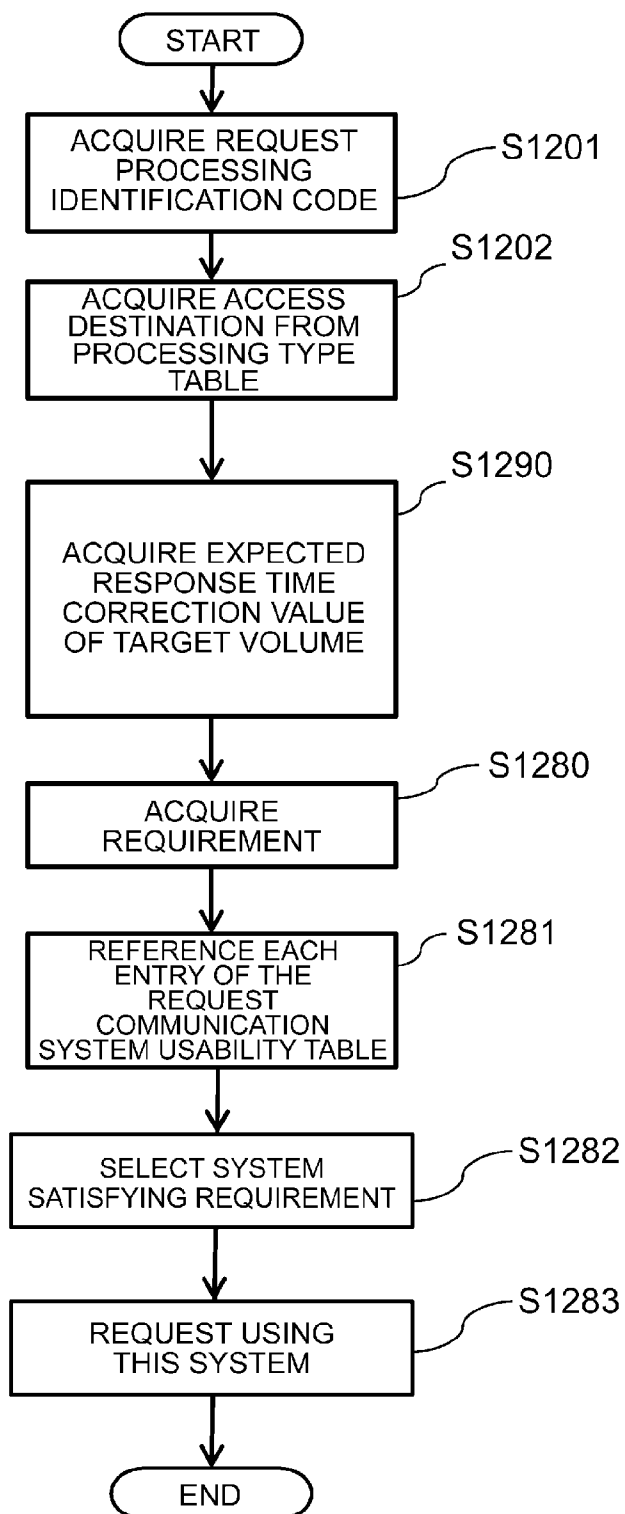 START
ACQUIRE REQUEST
PROCESSING
IDENTIFICATION CODE
S1201
S1202
ACQUIRE ACCESS
DESTINATION FROM
PROCESSING TYPE
TABLE
S1290
ACQUIRE EXPECTED
RESPONSE TIME
CORRECTION VALUE
OF TARGET VOLUME
S1280
ACQUIRE
REQUIREMENT
S1281
REFERENCE EACH
ENTRY OF THE
REQUEST
COMMUNICATION
SYSTEM USABILITY TABLE
S1282
SELECT SYSTEM
SATISFYING REQUIREMENT
S1283
REQUEST USING
THIS SYSTEM
END